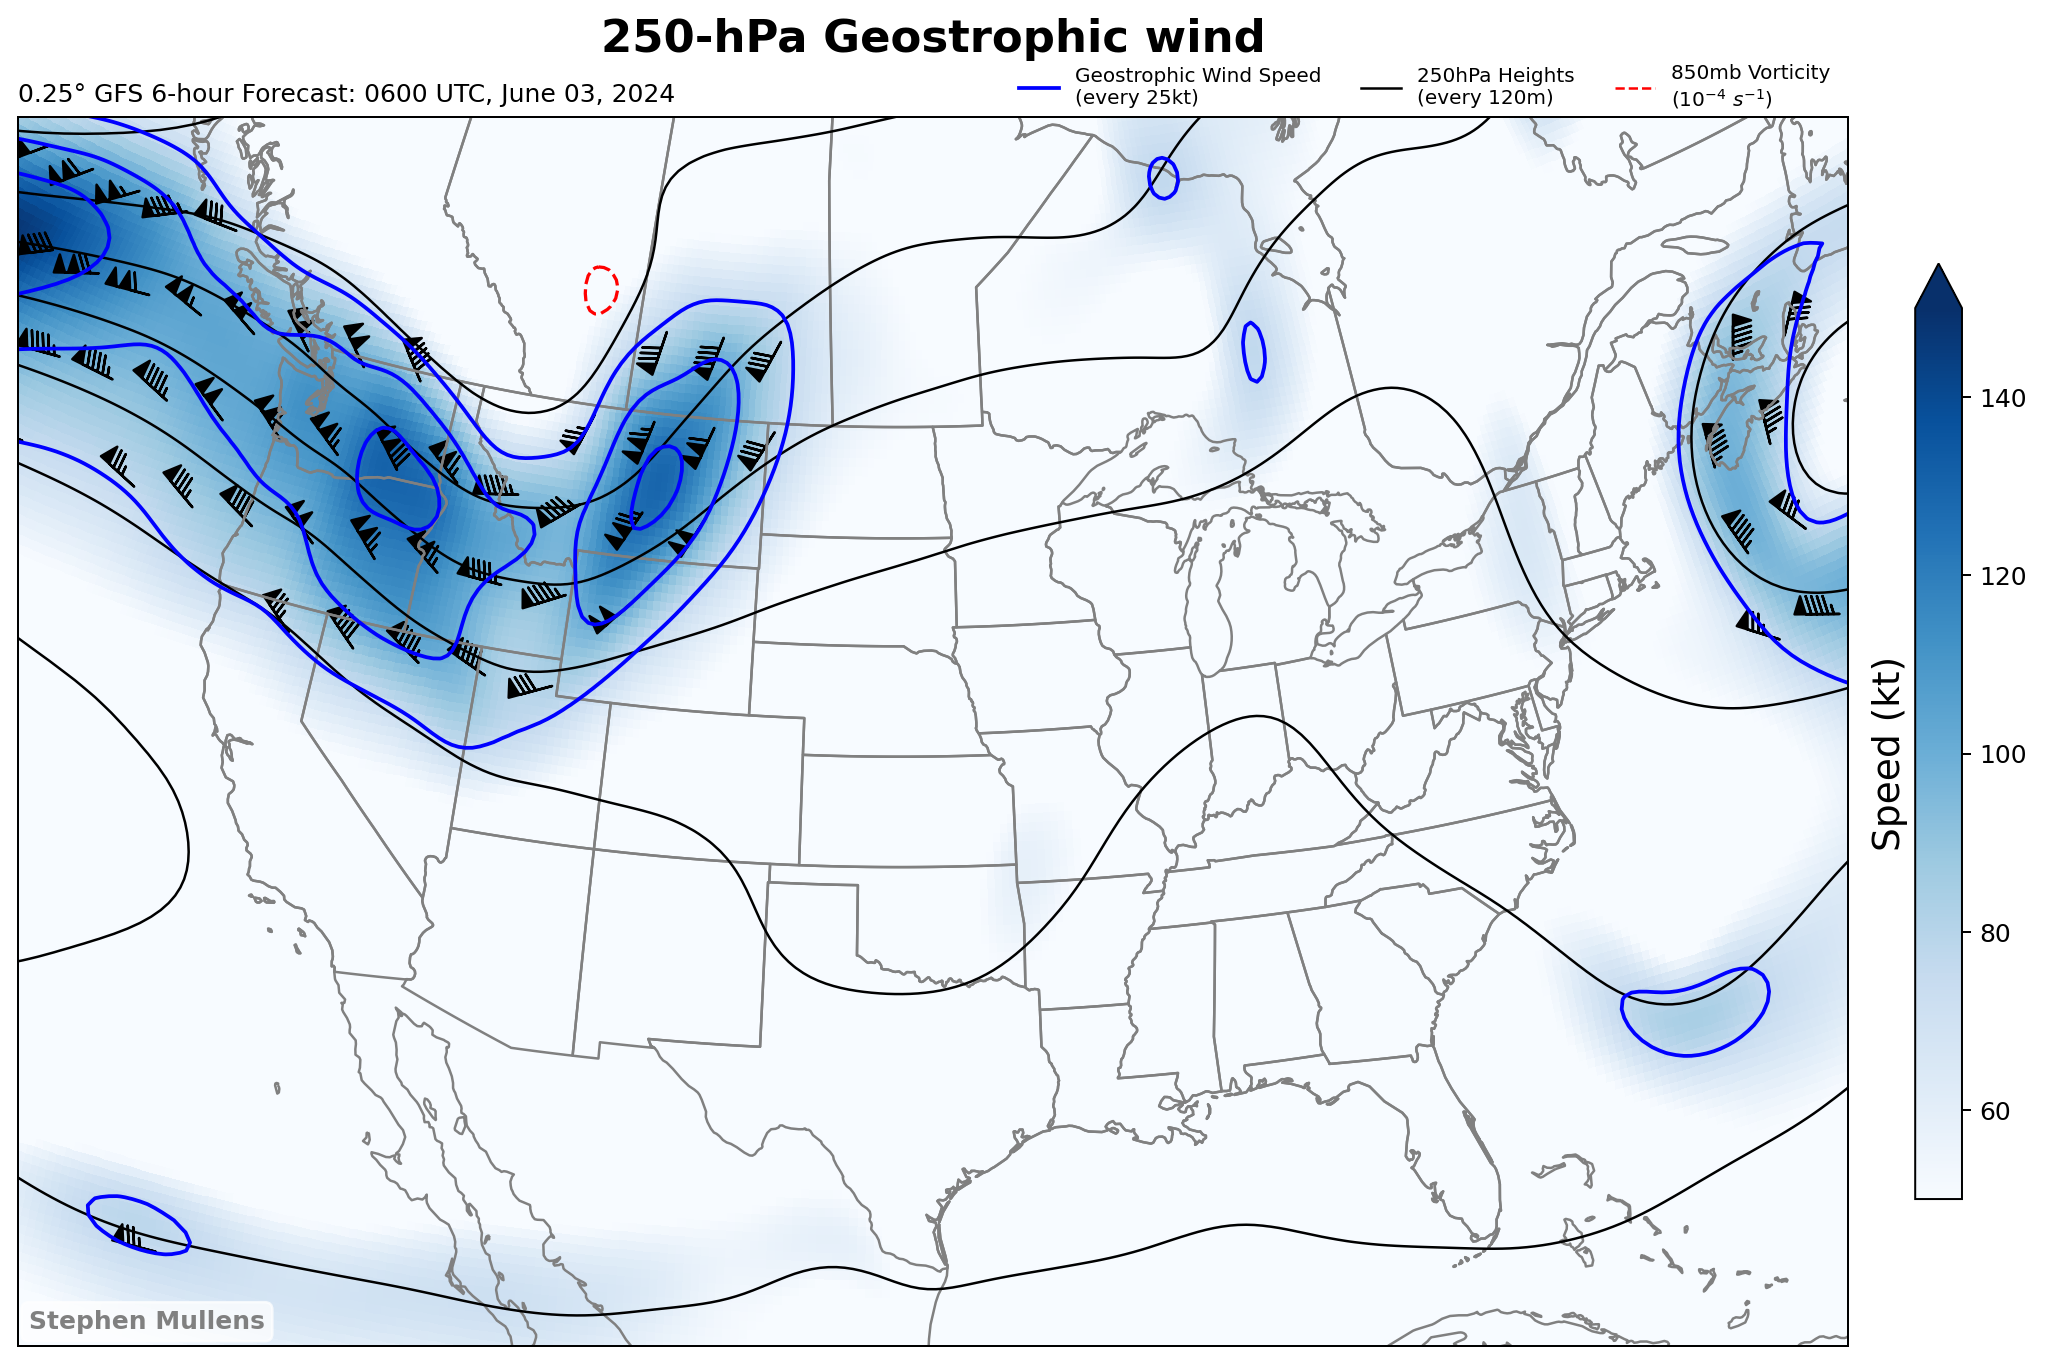 250-hPa Geostrophic wind
0.25° GFS 6-hour Forecast: 0600 UTC, June 03, 2024
Geostrophic Wind Speed
(every 25kt)
250hPa Heights
(every 120m)
850mb Vorticity
(10⁻⁴ s⁻¹)
140
120
100
80
60
Speed (kt)
Stephen Mullens